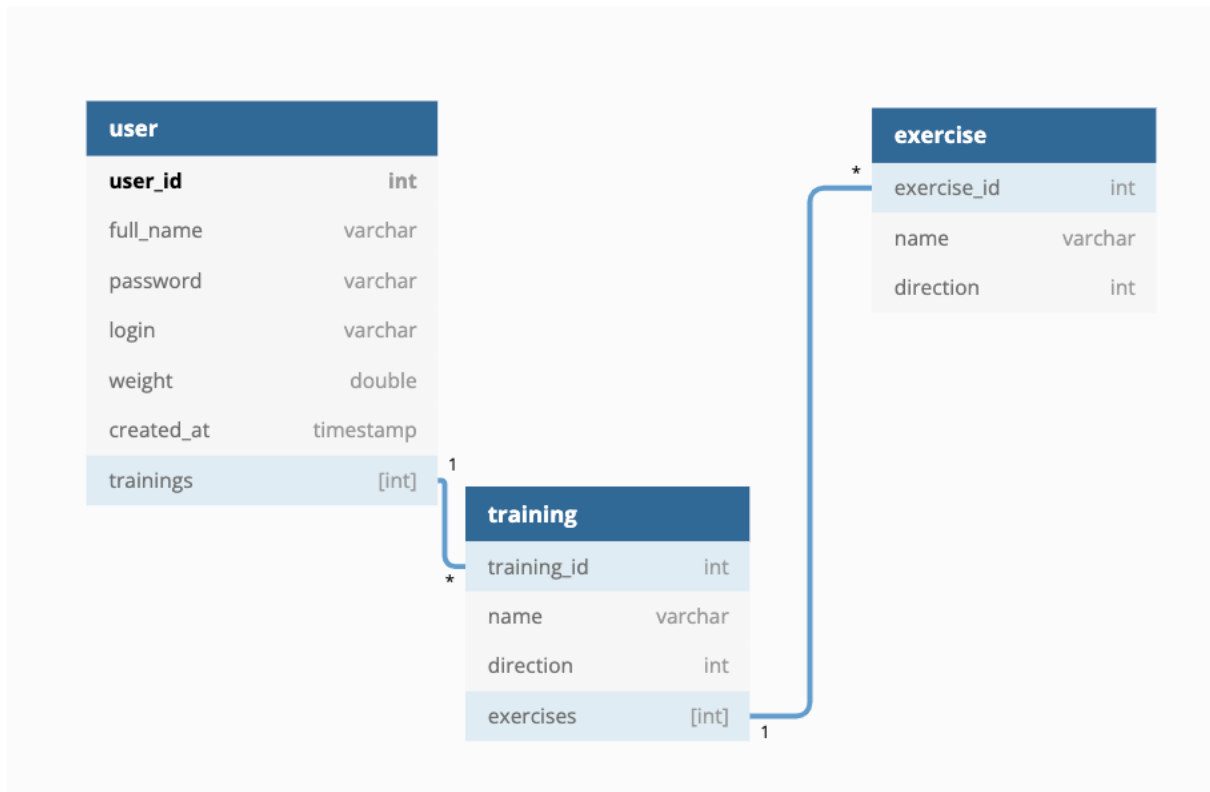 user
user_id int
full_name varchar
password varchar
login varchar
weight double
created_at timestamp
trainings [int]
1
*
training
training_id int
name varchar
direction int
exercises [int]
1
*
exercise
exercise_id int
name varchar
direction int